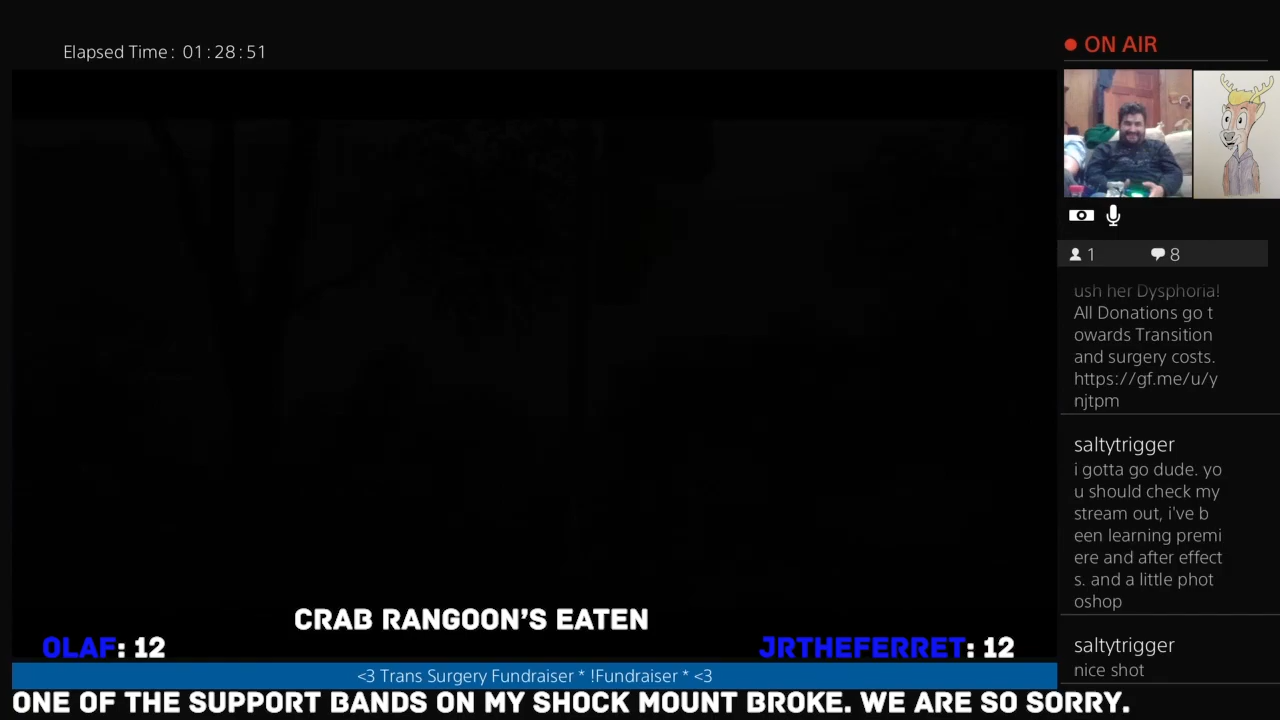 Elapsed Time: 01:28:51
ON AIR
1 8
ush her Dysphoria!
All Donations go t
owards Transition
and surgery costs.
https://gf.me/u/y
njtpm
saltytrigger
i gotta go dude. yo
u should check my
stream out, i've b
een learning premi
ere and after effect
s. and a little phot
oshop
saltytrigger
nice shot
CRAB RANGOON'S EATEN
OLAF: 12
JRTHEFERRET: 12
<3 Trans Surgery Fundraiser * !Fundraiser * <3
ONE OF THE SUPPORT BANDS ON MY SHOCK MOUNT BROKE. WE ARE SO SORRY.